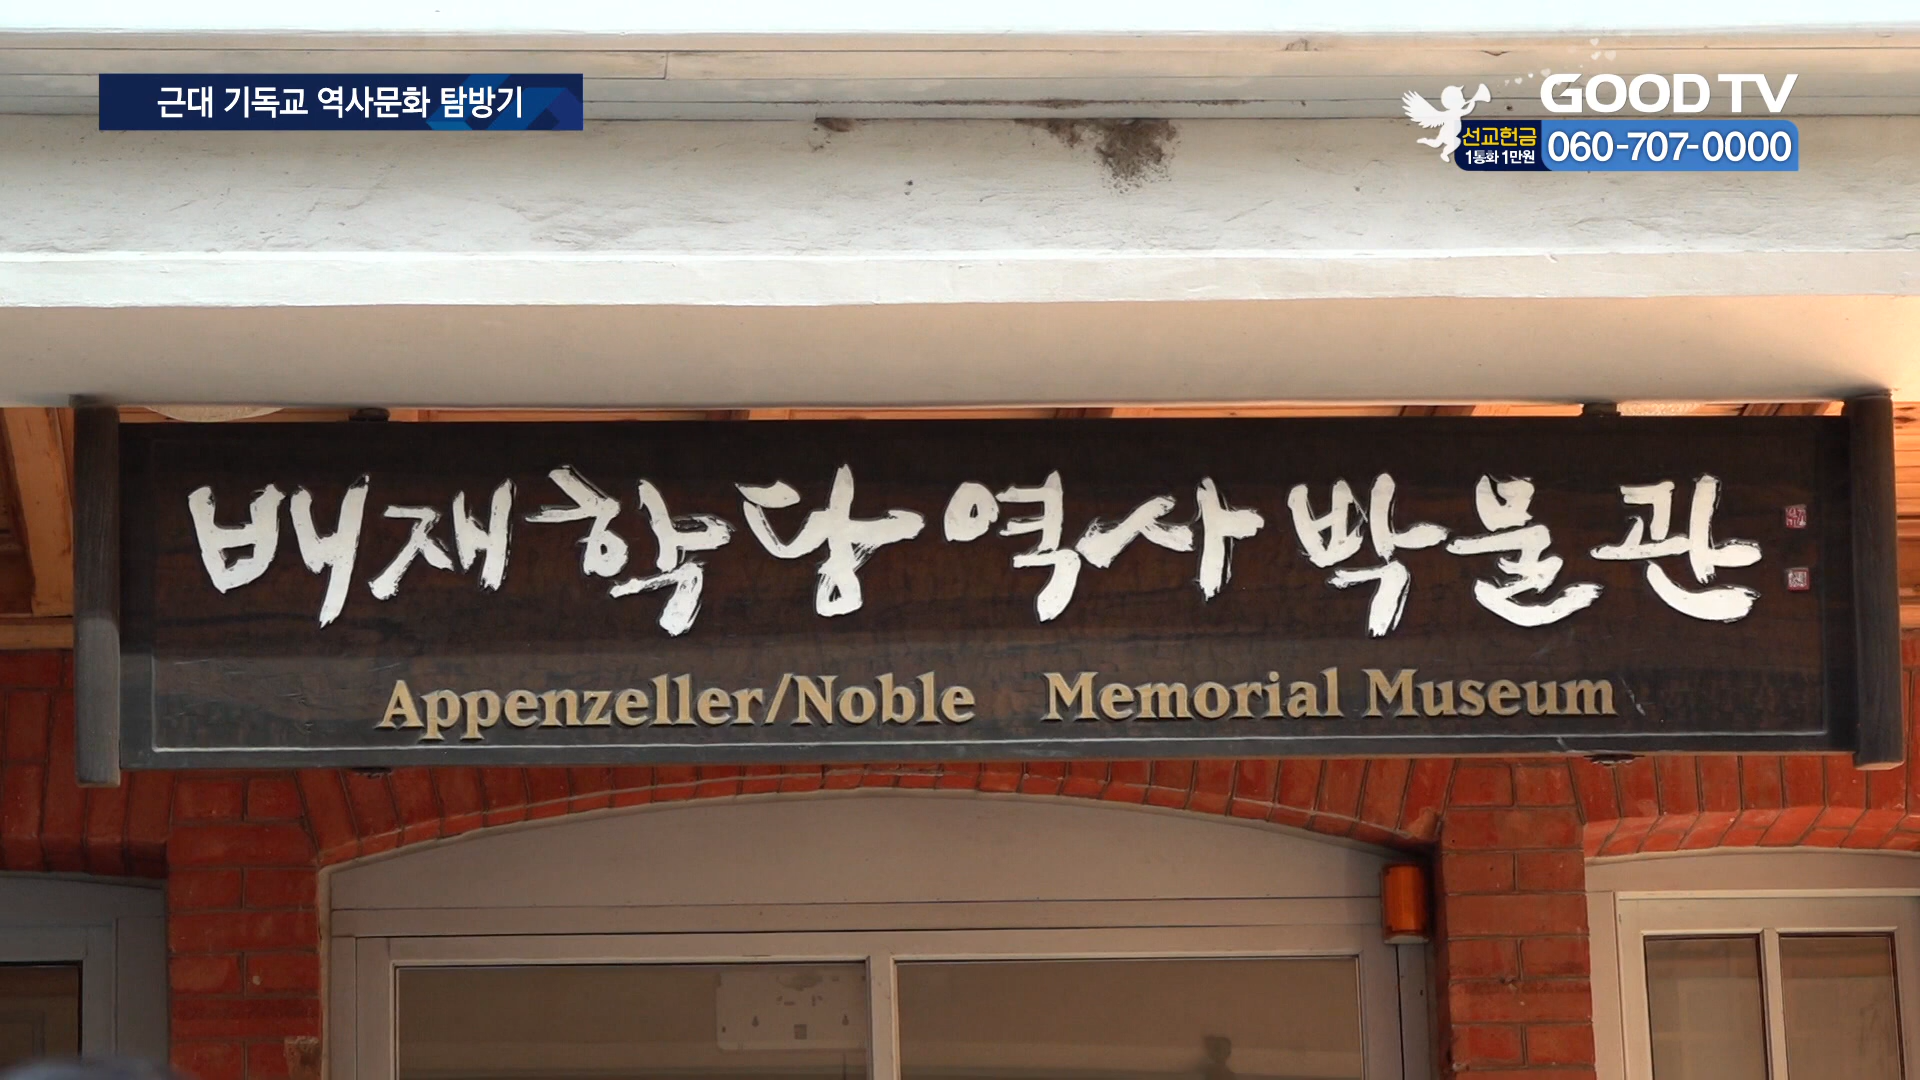 근대 기독교 역사문화 탐방기
GOOD TV
선교헌금
1통화 1만원
060-707-0000
배재학당역사박물관
Appenzeller/Noble Memorial Museum